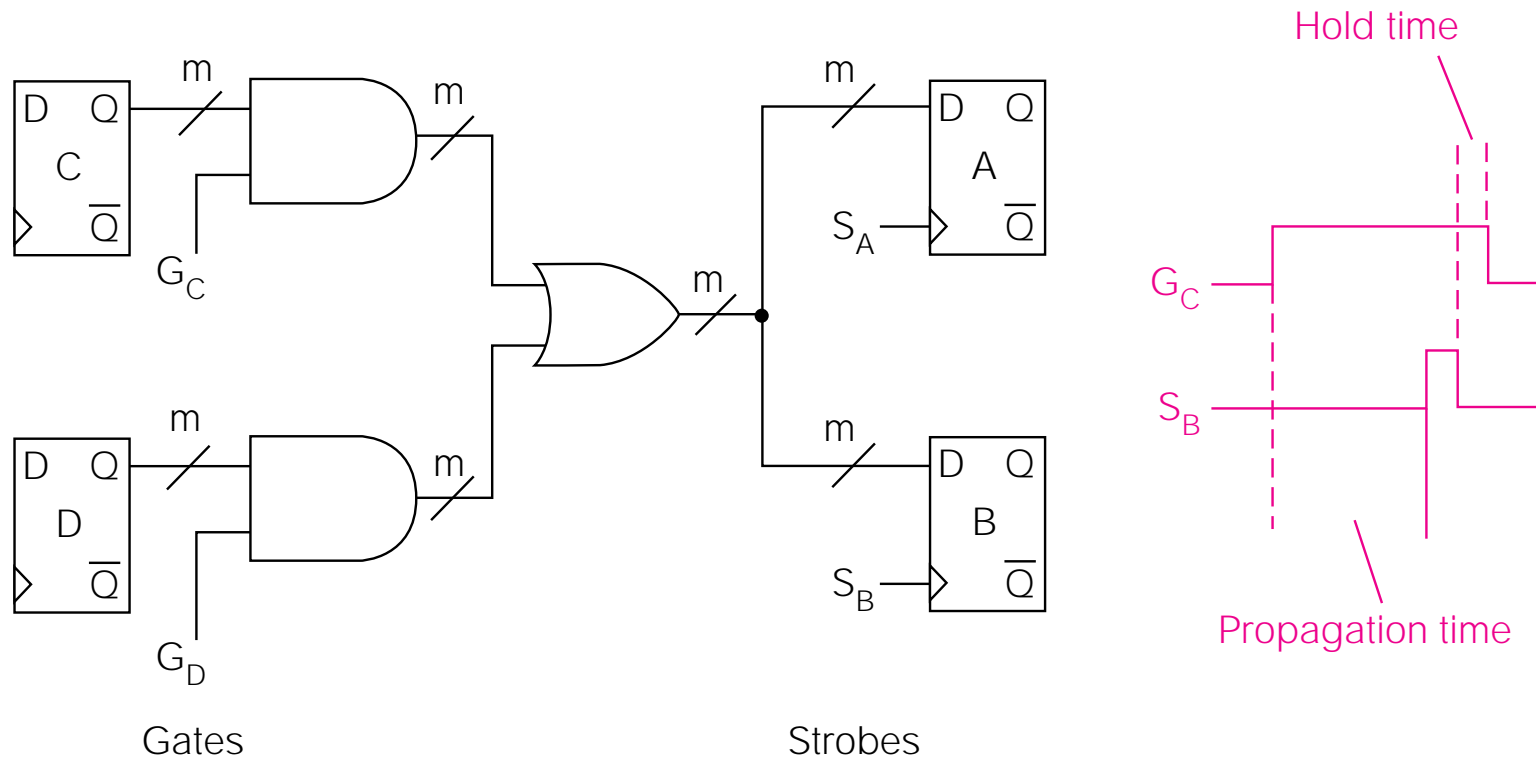 Hold time
m
m
m
D Q
C
Q
G_C
D Q
A
Q
S_A
m
G_C
S_B
m
m
m
D Q
D
Q
G_D
D Q
B
Q
S_B
Propagation time
Gates
Strobes